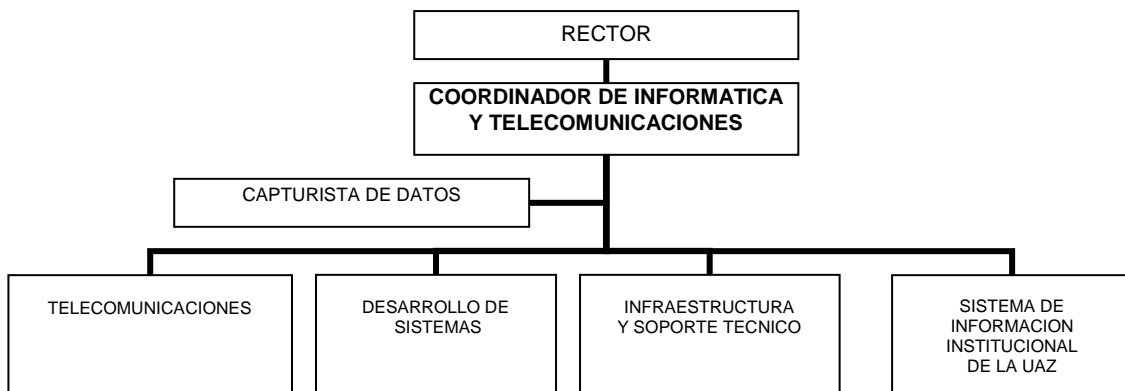 RECTOR
COORDINADOR DE INFORMATICA
Y TELECOMUNICACIONES
CAPTURISTA DE DATOS
TELECOMUNICACIONES
DESARROLLO DE
SISTEMAS
INFRAESTRUCTURA
Y SOPORTE TECNICO
SISTEMA DE
INFORMACION
INSTITUCIONAL
DE LA UAZ